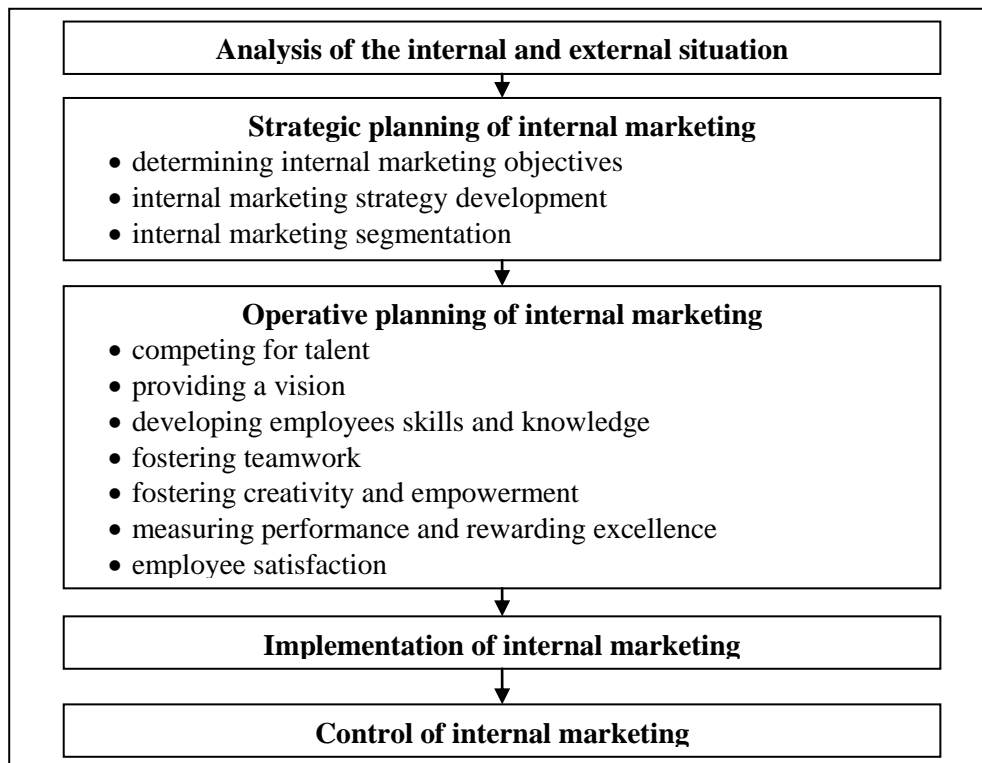 Analysis of the internal and external situation
Strategic planning of internal marketing
• determining internal marketing objectives
• internal marketing strategy development
• internal marketing segmentation
Operative planning of internal marketing
• competing for talent
• providing a vision
• developing employees skills and knowledge
• fostering teamwork
• fostering creativity and empowerment
• measuring performance and rewarding excellence
• employee satisfaction
Implementation of internal marketing
Control of internal marketing